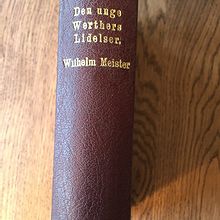 Den unge
Werthers
Lidelser.
Wilhelm Meister